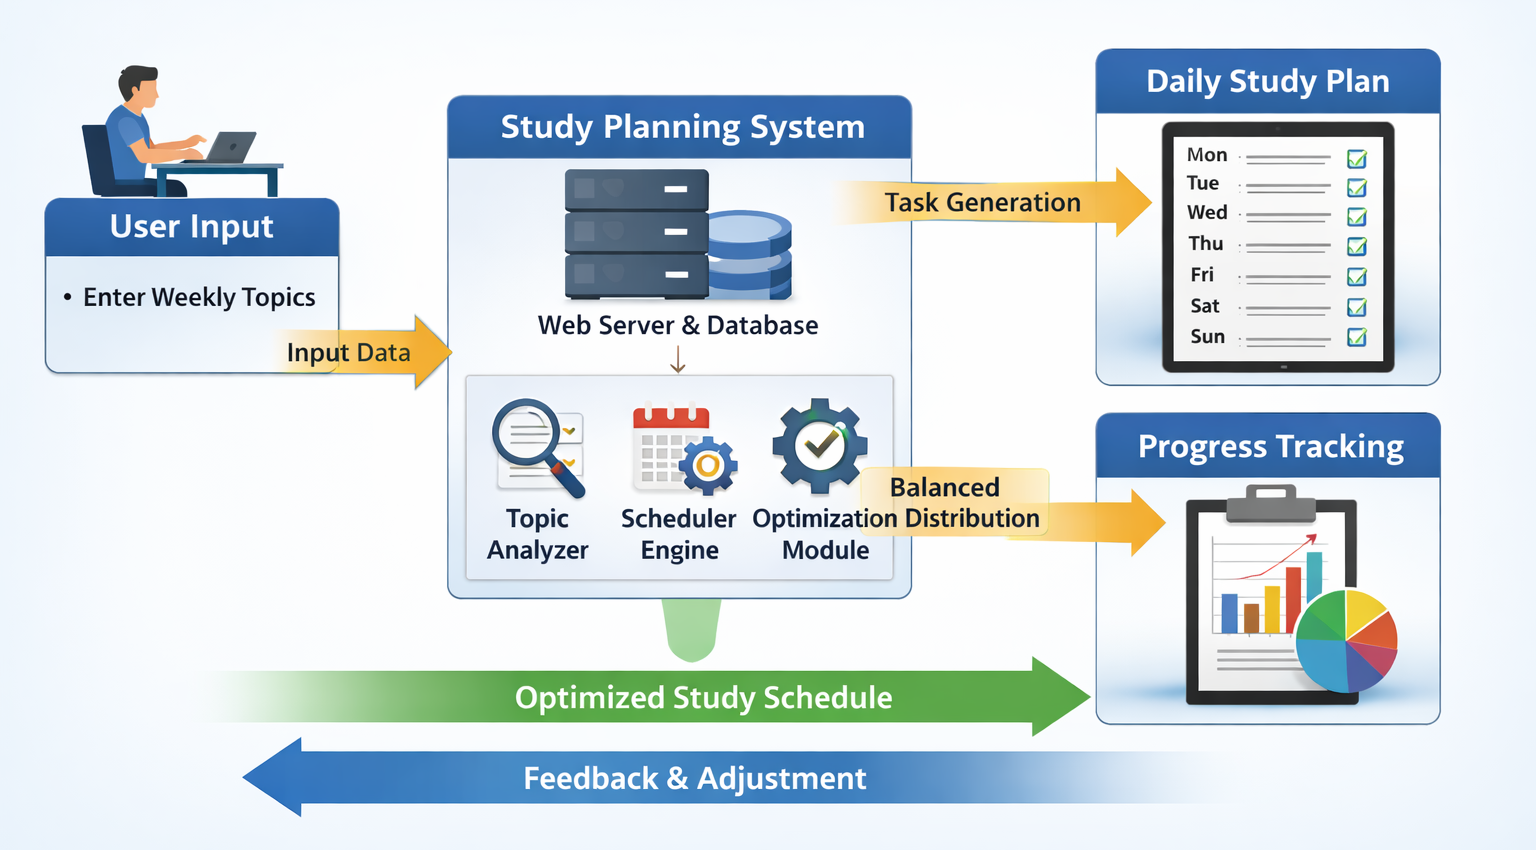 User Input
• Enter Weekly Topics
Input Data
Study Planning System
Web Server & Database
Topic
Analyzer
Scheduler
Engine
Optimization
Module
Task Generation
Balanced
Distribution
Daily Study Plan
Mon
Tue
Wed
Thu
Fri
Sat
Sun
Progress Tracking
Optimized Study Schedule
Feedback & Adjustment